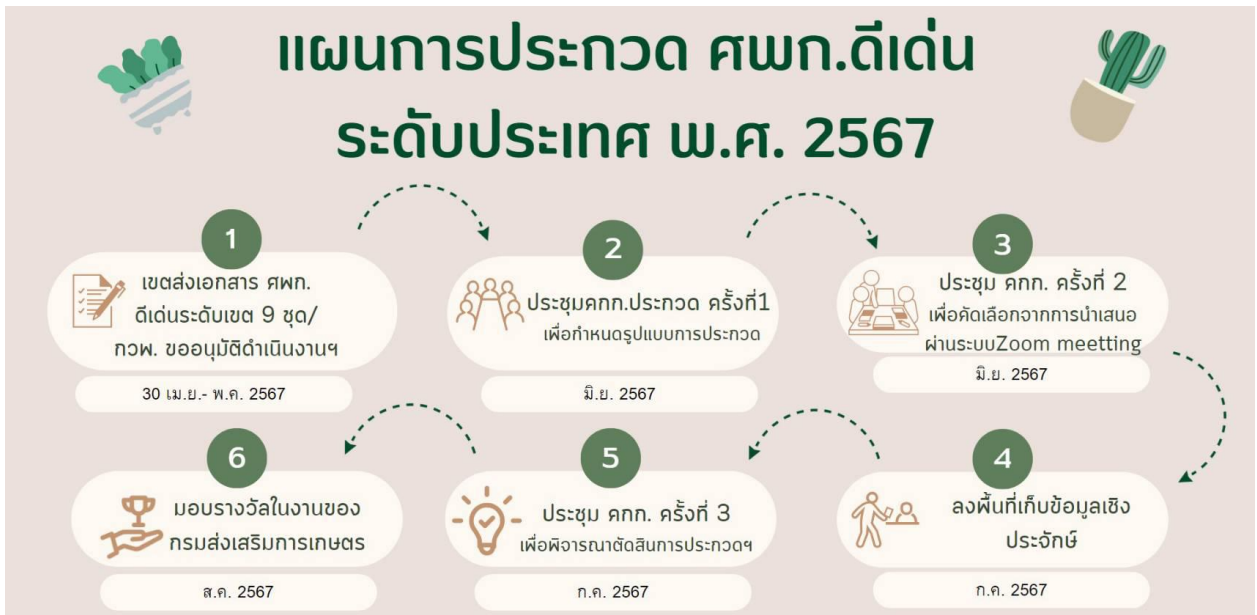 แผนการประกวด ศพก.ดีเด่น
ระดับประเทศ พ.ศ. 2567
1
เขตส่งเอกสาร ศพก.
ดีเด่นระดับเขต 9 ชุด/
กวพ. ขออนุมัติดำเนินงานฯ
30 เม.ย.- พ.ค. 2567
2
ประชุมคกก.ประกวด ครั้งที่1
เพื่อกำหนดรูปแบบการประกวด
มิ.ย. 2567
3
ประชุม คกก. ครั้งที่ 2
เพื่อคัดเลือกจากการนำเสนอ
ผ่านระบบZoom meetting
มิ.ย. 2567
4
ลงพื้นที่เก็บข้อมูลเชิง
ประจักษ์
ก.ค. 2567
5
ประชุม คกก. ครั้งที่ 3
เพื่อพิจารณาตัดสินการประกวดฯ
ก.ค. 2567
6
มอบรางวัลในงานของ
กรมส่งเสริมการเกษตร
ส.ค. 2567